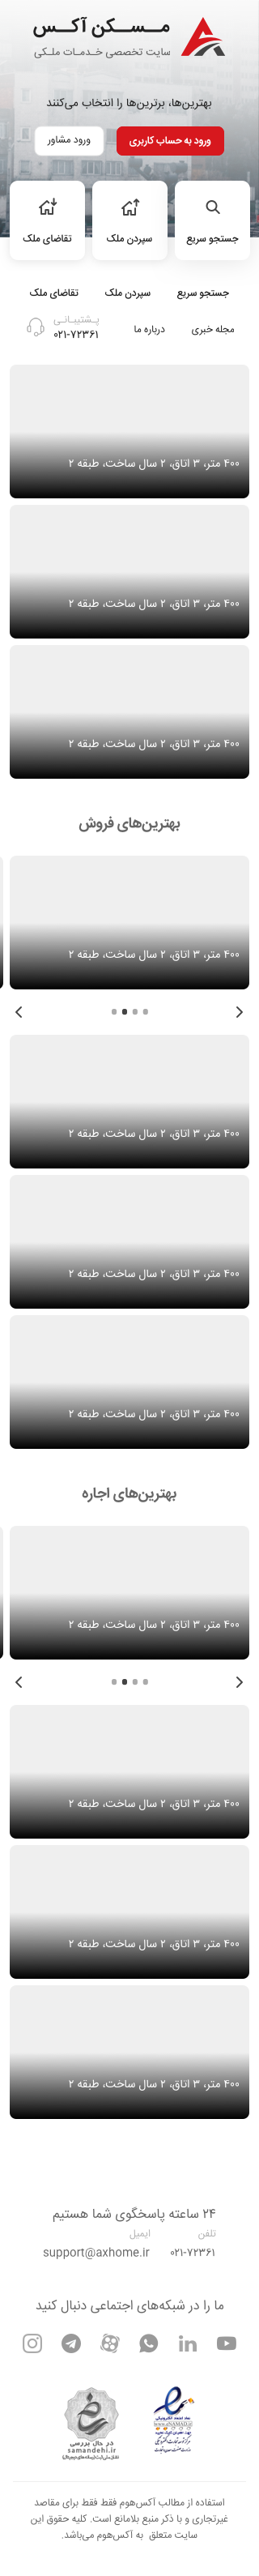 مــســکن آکــس
سایت تخصصی خـدمـات ملـکی
بهترین‌ها، برترین‌ها را انتخاب می‌کنند
ورود به حساب کاربری
ورود مشاور
جستجو سریع
سپردن ملک
تقاضای ملک
جستجو سریع
سپردن ملک
تقاضای ملک
مجله خبری
درباره ما
پـشتیبـانـی
۰۲۱-۷۲۳۶۱
۴۰۰ متر، ۳ اتاق، ۲ سال ساخت، طبقه ۲
۴۰۰ متر، ۳ اتاق، ۲ سال ساخت، طبقه ۲
۴۰۰ متر، ۳ اتاق، ۲ سال ساخت، طبقه ۲
بهترین‌های فروش
۴۰۰ متر، ۳ اتاق، ۲ سال ساخت، طبقه ۲
۴۰۰ متر، ۳ اتاق، ۲ سال ساخت، طبقه ۲
۴۰۰ متر، ۳ اتاق، ۲ سال ساخت، طبقه ۲
۴۰۰ متر، ۳ اتاق، ۲ سال ساخت، طبقه ۲
بهترین‌های اجاره
۴۰۰ متر، ۳ اتاق، ۲ سال ساخت، طبقه ۲
۴۰۰ متر، ۳ اتاق، ۲ سال ساخت، طبقه ۲
۴۰۰ متر، ۳ اتاق، ۲ سال ساخت، طبقه ۲
۴۰۰ متر، ۳ اتاق، ۲ سال ساخت، طبقه ۲
۲۴ ساعته پاسخگوی شما هستیم
تلفن
ایمیل
۰۲۱-۷۲۳۶۱
support@axhome.ir
ما را در شبکه‌های اجتماعی دنبال کنید
در حال بررسی
samandehi.ir
استفاده از مطالب آکس‌هوم فقط فقط برای مقاصد
غیرتجاری و با ذکر منبع بلامانع است. کلیه حقوق این
سایت متعلق به آکس‌هوم می‌باشد.